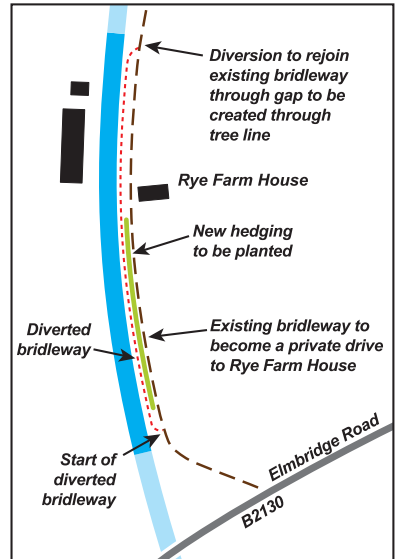 Diversion to rejoin
existing bridleway
through gap to be
created through
tree line
Rye Farm House
New hedging
to be planted
Diverted
bridleway
Existing bridleway to
become a private drive
to Rye Farm House
Start of
diverted
bridleway
Elmbridge Road
B2130